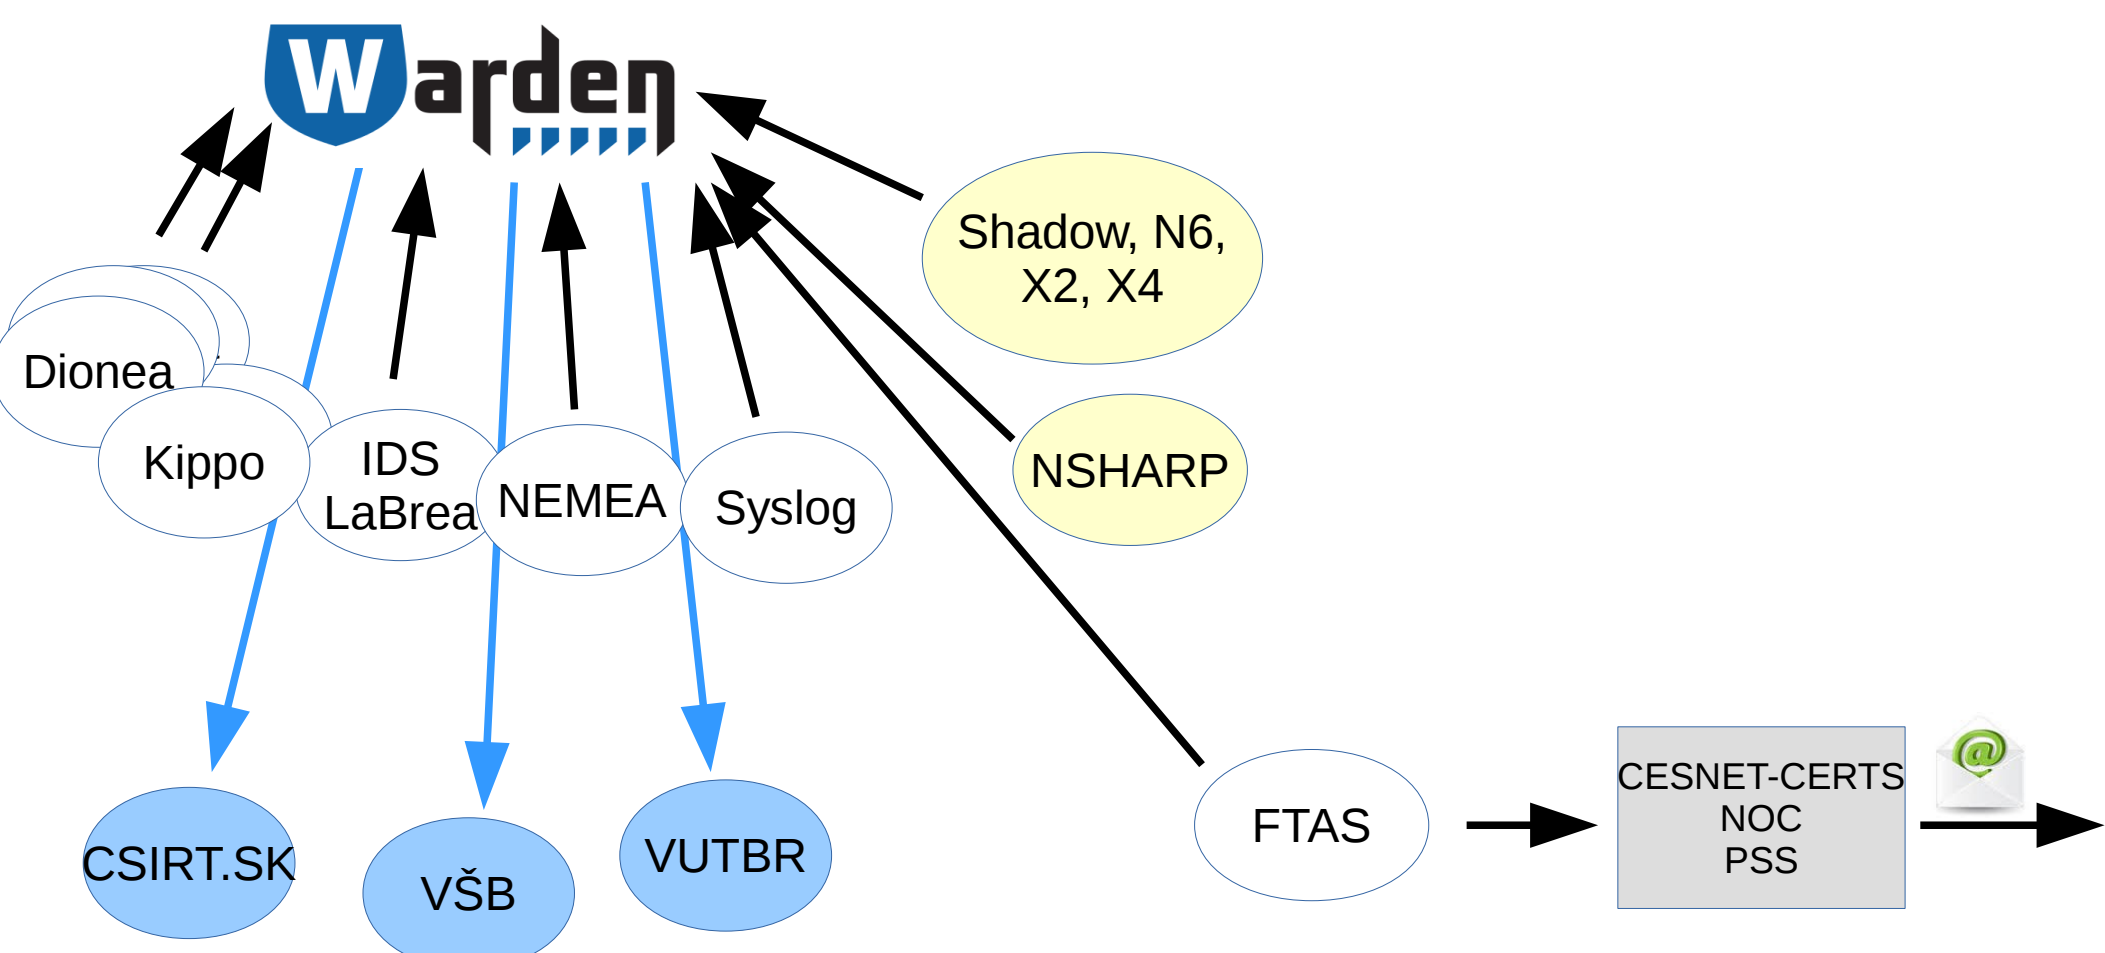 Warden
Shadow, N6,
X2, X4
Dionea
Kippo
IDS
LaBrea
NEMEA
Syslog
NSHARP
CSIRT.SK
VŠB
VUTBR
FTAS
CESNET-CERTS
NOC
PSS
@